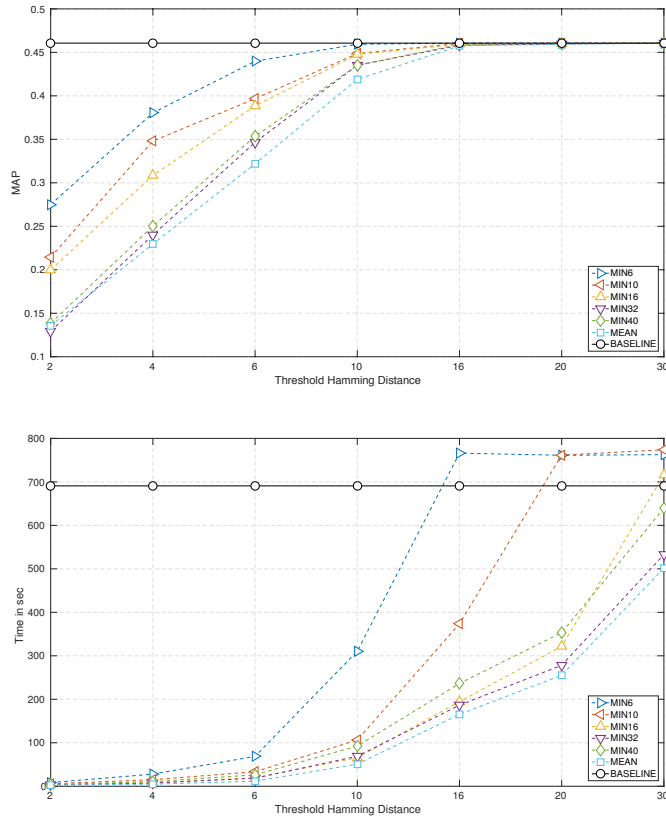 0.5
0.45
0.4
0.35
0.3
0.25
0.2
0.15
0.1
MAP
2 4 6 10 16 20 30
Threshold Hamming Distance
MIN6
MIN10
MIN16
MIN32
MIN40
MEAN
BASELINE
800
700
600
500
400
300
200
100
0
Time in sec
2 4 6 10 16 20 30
Threshold Hamming Distance
MIN6
MIN10
MIN16
MIN32
MIN40
MEAN
BASELINE